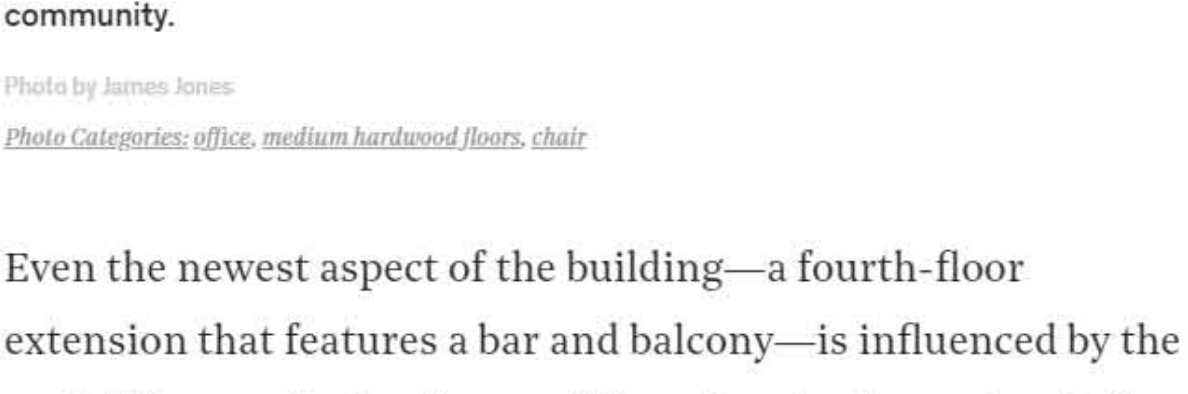 community.
Photo by James Jones
Photo Categories: office, medium hardwood floors, chair
Even the newest aspect of the building—a fourth-floor
extension that features a bar and balcony—is influenced by the